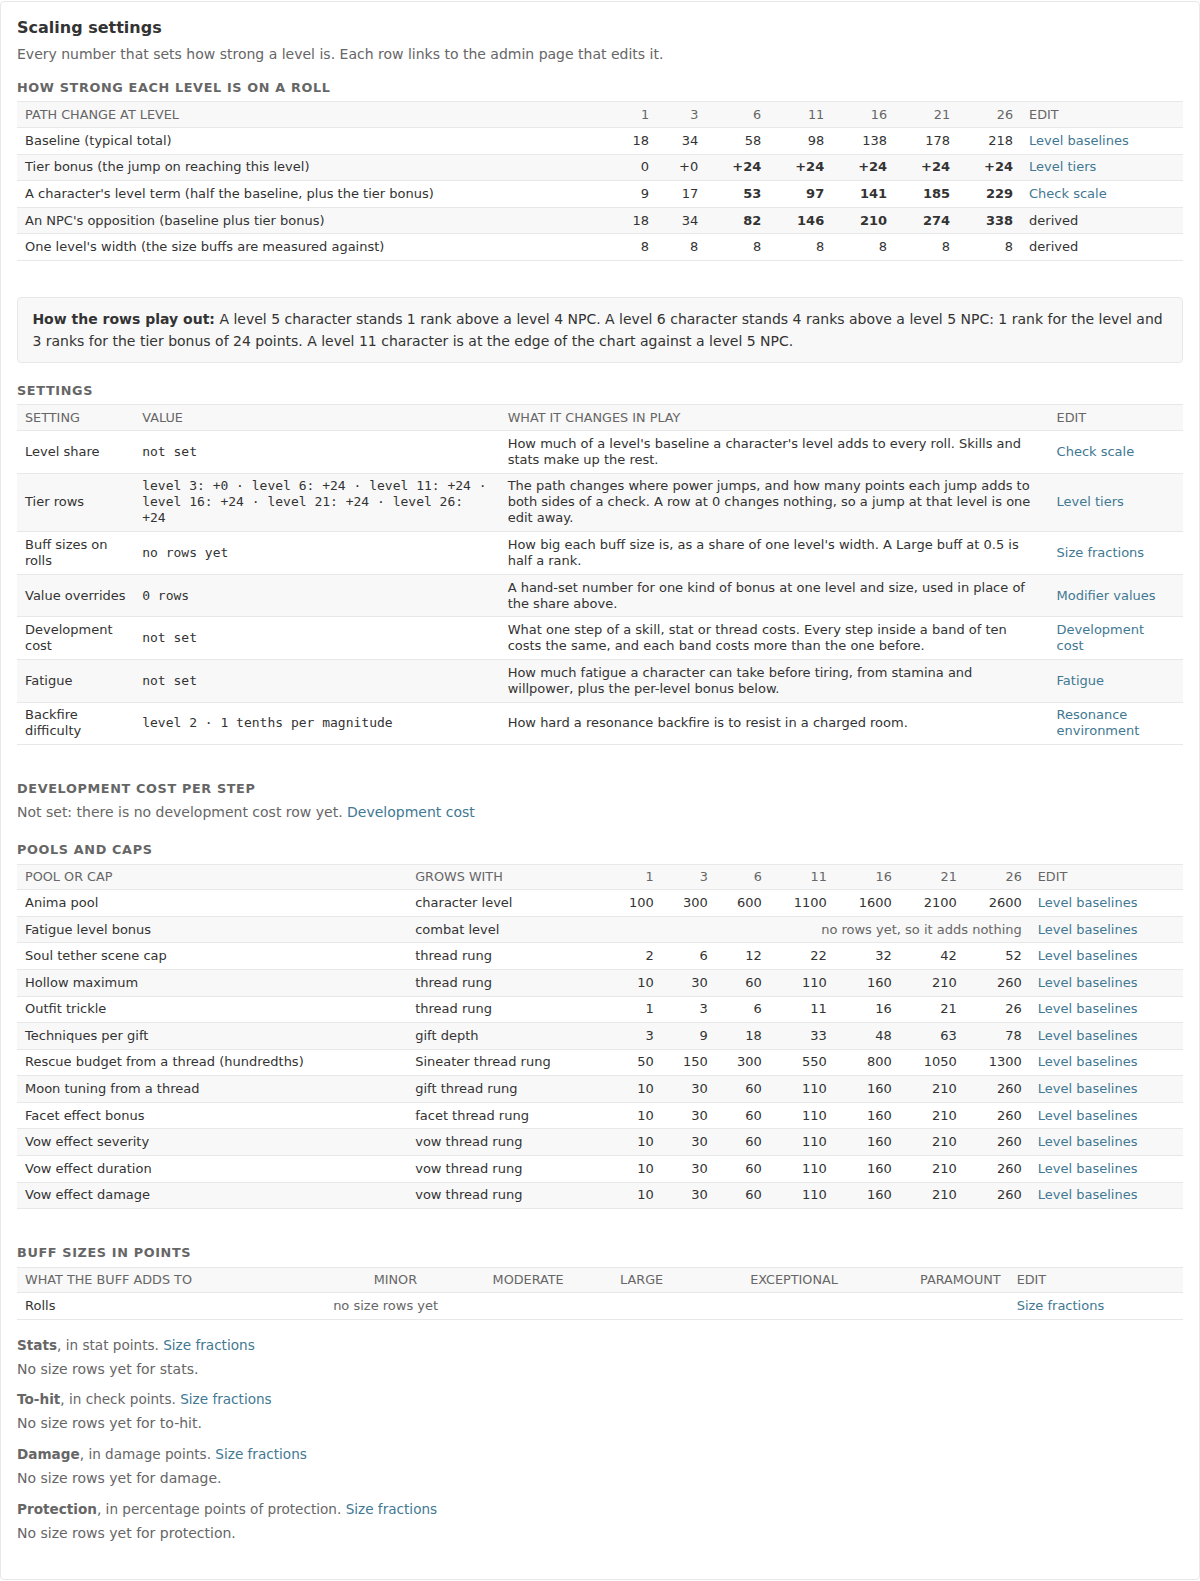 Scaling settings
Every number that sets how strong a level is. Each row links to the admin page that edits it.
HOW STRONG EACH LEVEL IS ON A ROLL
PATH CHANGE AT LEVEL 1 3 6 11 16 21 26 EDIT
Baseline (typical total) 18 34 58 98 138 178 218 Level baselines
Tier bonus (the jump on reaching this level) 0 +0 +24 +24 +24 +24 +24 Level tiers
A character's level term (half the baseline, plus the tier bonus) 9 17 53 97 141 185 229 Check scale
An NPC's opposition (baseline plus tier bonus) 18 34 82 146 210 274 338 derived
One level's width (the size buffs are measured against) 8 8 8 8 8 8 8 derived
How the rows play out: A level 5 character stands 1 rank above a level 4 NPC. A level 6 character stands 4 ranks above a level 5 NPC: 1 rank for the level and
3 ranks for the tier bonus of 24 points. A level 11 character is at the edge of the chart against a level 5 NPC.
SETTINGS
SETTING VALUE WHAT IT CHANGES IN PLAY EDIT
Level share not set How much of a level's baseline a character's level adds to every roll. Skills and
stats make up the rest. Check scale
Tier rows level 3: +0 · level 6: +24 · level 11: +24 ·
level 16: +24 · level 21: +24 · level 26:
+24 The path changes where power jumps, and how many points each jump adds to
both sides of a check. A row at 0 changes nothing, so a jump at that level is one
edit away. Level tiers
Buff sizes on
rolls no rows yet How big each buff size is, as a share of one level's width. A Large buff at 0.5 is
half a rank. Size fractions
Value overrides 0 rows A hand-set number for one kind of bonus at one level and size, used in place of
the share above. Modifier values
Development
cost not set What one step of a skill, stat or thread costs. Every step inside a band of ten
costs the same, and each band costs more than the one before. Development
cost
Fatigue not set How much fatigue a character can take before tiring, from stamina and
willpower, plus the per-level bonus below. Fatigue
Backfire
difficulty level 2 · 1 tenths per magnitude How hard a resonance backfire is to resist in a charged room. Resonance
environment
DEVELOPMENT COST PER STEP
Not set: there is no development cost row yet. Development cost
POOLS AND CAPS
POOL OR CAP GROWS WITH 1 3 6 11 16 21 26 EDIT
Anima pool character level 100 300 600 1100 1600 2100 2600 Level baselines
Fatigue level bonus combat level no rows yet, so it adds nothing Level baselines
Soul tether scene cap thread rung 2 6 12 22 32 42 52 Level baselines
Hollow maximum thread rung 10 30 60 110 160 210 260 Level baselines
Outfit trickle thread rung 1 3 6 11 16 21 26 Level baselines
Techniques per gift gift depth 3 9 18 33 48 63 78 Level baselines
Rescue budget from a thread (hundredths) Sineater thread rung 50 150 300 550 800 1050 1300 Level baselines
Moon tuning from a thread gift thread rung 10 30 60 110 160 210 260 Level baselines
Facet effect bonus facet thread rung 10 30 60 110 160 210 260 Level baselines
Vow effect severity vow thread rung 10 30 60 110 160 210 260 Level baselines
Vow effect duration vow thread rung 10 30 60 110 160 210 260 Level baselines
Vow effect damage vow thread rung 10 30 60 110 160 210 260 Level baselines
BUFF SIZES IN POINTS
WHAT THE BUFF ADDS TO MINOR MODERATE LARGE EXCEPTIONAL PARAMOUNT EDIT
Rolls no size rows yet Size fractions
Stats, in stat points. Size fractions
No size rows yet for stats.
To-hit, in check points. Size fractions
No size rows yet for to-hit.
Damage, in damage points. Size fractions
No size rows yet for damage.
Protection, in percentage points of protection. Size fractions
No size rows yet for protection.